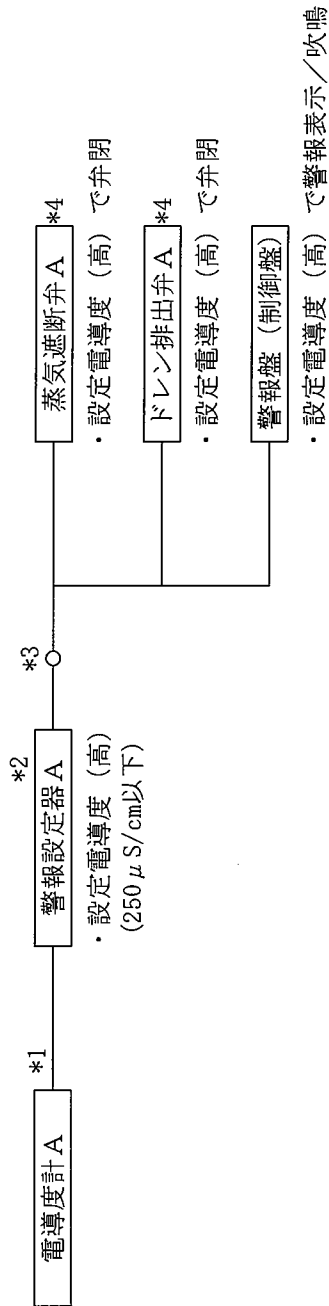 電導度計A
*1
警報設定器A
*2
・設定電導度（高）
(250μS/cm以下)
*3
蒸気遮断弁A
*4
・設定電導度（高）で弁閉
ドレン排出弁A
*4
・設定電導度（高）で弁閉
警報盤（制御盤）
・設定電導度（高）で警報表示／吹鳴